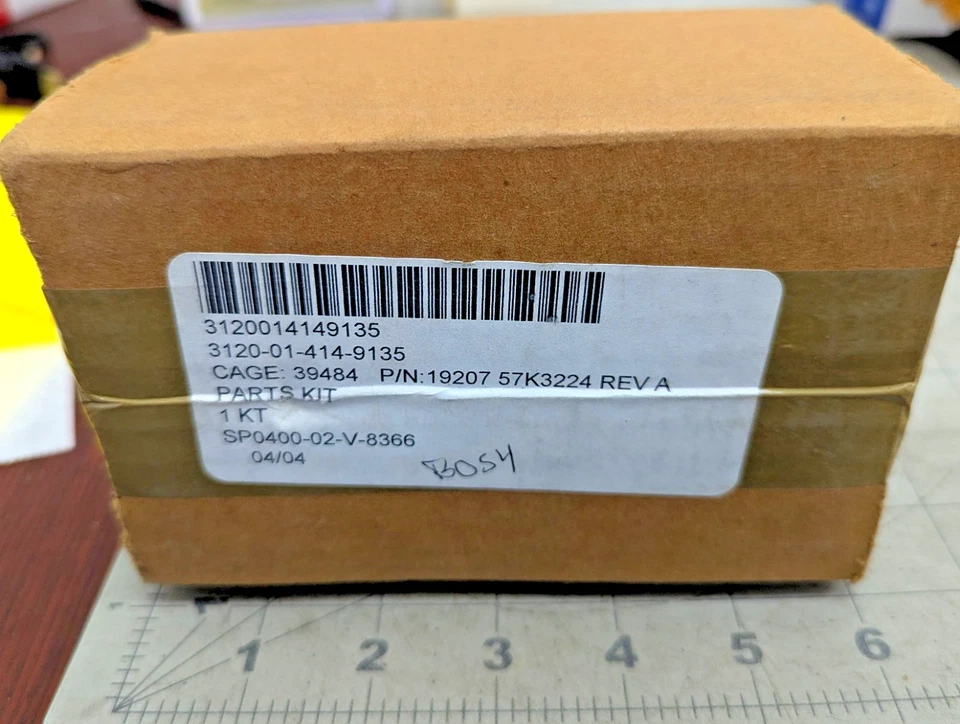 3120014149135
3120-01-414-9135
CAGE: 39484 P/N:19207 57K3224 REV A
PARTS KIT
1 KT
SP0400-02-V-8366
04/04
BOSY
1 2 3 4 5 6